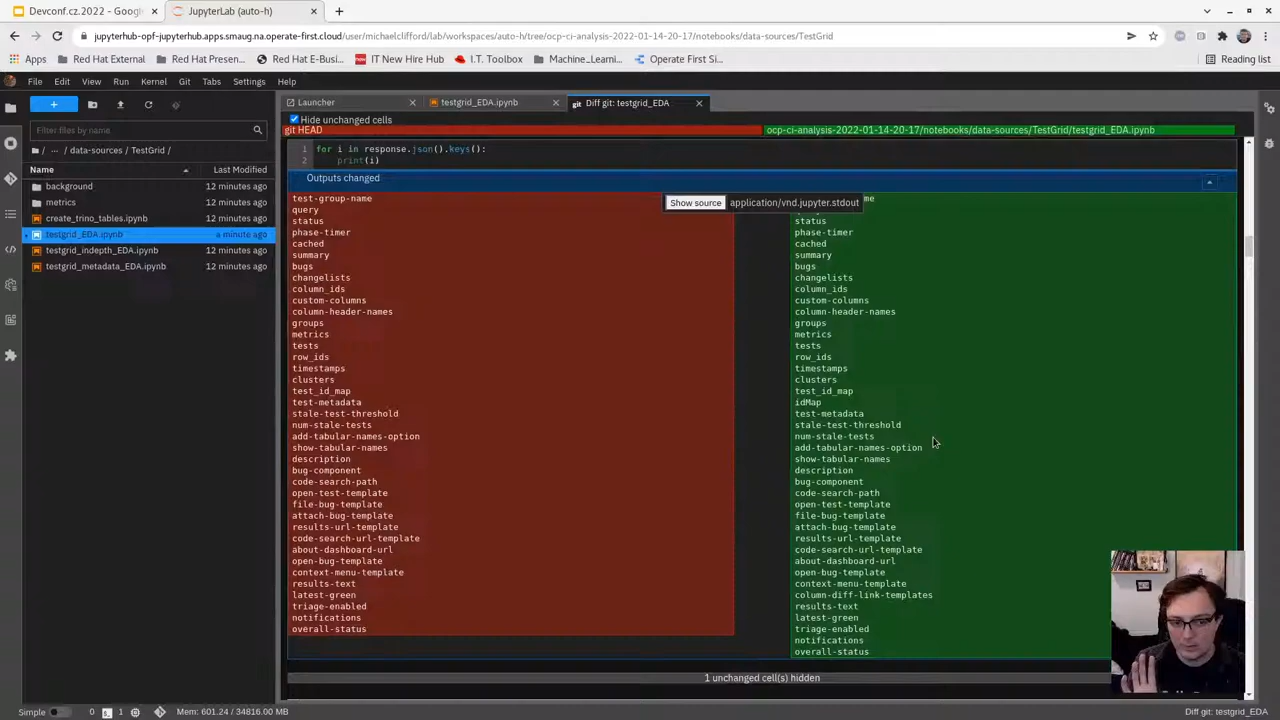 Devconf.cz.2022 - Googl
JupyterLab (auto-h)
jupyterhub-opf-jupyterhub.apps.smaug.na.operate-first.cloud/user/michaelclifford/lab/workspaces/auto-h/tree/ocp-ci-analysis-2022-01-14-20-17/notebooks/data-sources/TestGrid
Apps
Red Hat External
Red Hat Presen...
Red Hat E-Busi...
IT New Hire Hub
I.T. Toolbox
Machine_Learni...
Operate First Si...
Reading list
File Edit View Run Kernel Git Tabs Settings Help
Launcher
testgrid_EDA.ipynb
git Diff git: testgrid_EDA
Filter files by name
/ ... / data-sources / TestGrid /
Name Last Modified
background 12 minutes ago
metrics 12 minutes ago
create_trino_tables.ipynb 12 minutes ago
testgrid_EDA.ipynb a minute ago
testgrid_indepth_EDA.ipynb 12 minutes ago
testgrid_metadata_EDA.ipynb 12 minutes ago
Hide unchanged cells
git HEAD
ocp-ci-analysis-2022-01-14-20-17/notebooks/data-sources/TestGrid/testgrid_EDA.ipynb
1 for i in response.json().keys():
2 print(i)
Outputs changed
Show source application/vnd.jupyter.stdout
test-group-name
query
status
phase-timer
cached
summary
bugs
changelists
column_ids
custom-columns
column-header-names
groups
metrics
tests
row_ids
timestamps
clusters
test_id_map
test-metadata
stale-test-threshold
num-stale-tests
add-tabular-names-option
show-tabular-names
description
bug-component
code-search-path
open-test-template
file-bug-template
attach-bug-template
results-url-template
code-search-url-template
about-dashboard-url
open-bug-template
context-menu-template
results-text
latest-green
triage-enabled
notifications
overall-status
me
status
phase-timer
cached
summary
bugs
changelists
column_ids
custom-columns
column-header-names
groups
metrics
tests
row_ids
timestamps
clusters
test_id_map
idMap
test-metadata
stale-test-threshold
num-stale-tests
add-tabular-names-option
show-tabular-names
description
bug-component
code-search-path
open-test-template
file-bug-template
attach-bug-template
results-url-template
code-search-url-template
about-dashboard-url
open-bug-template
context-menu-template
column-diff-link-templates
results-text
latest-green
triage-enabled
notifications
overall-status
1 unchanged cell(s) hidden
Simple 0 1 Mem: 601.24 / 34816.00 MB
Diff git: testgrid_EDA